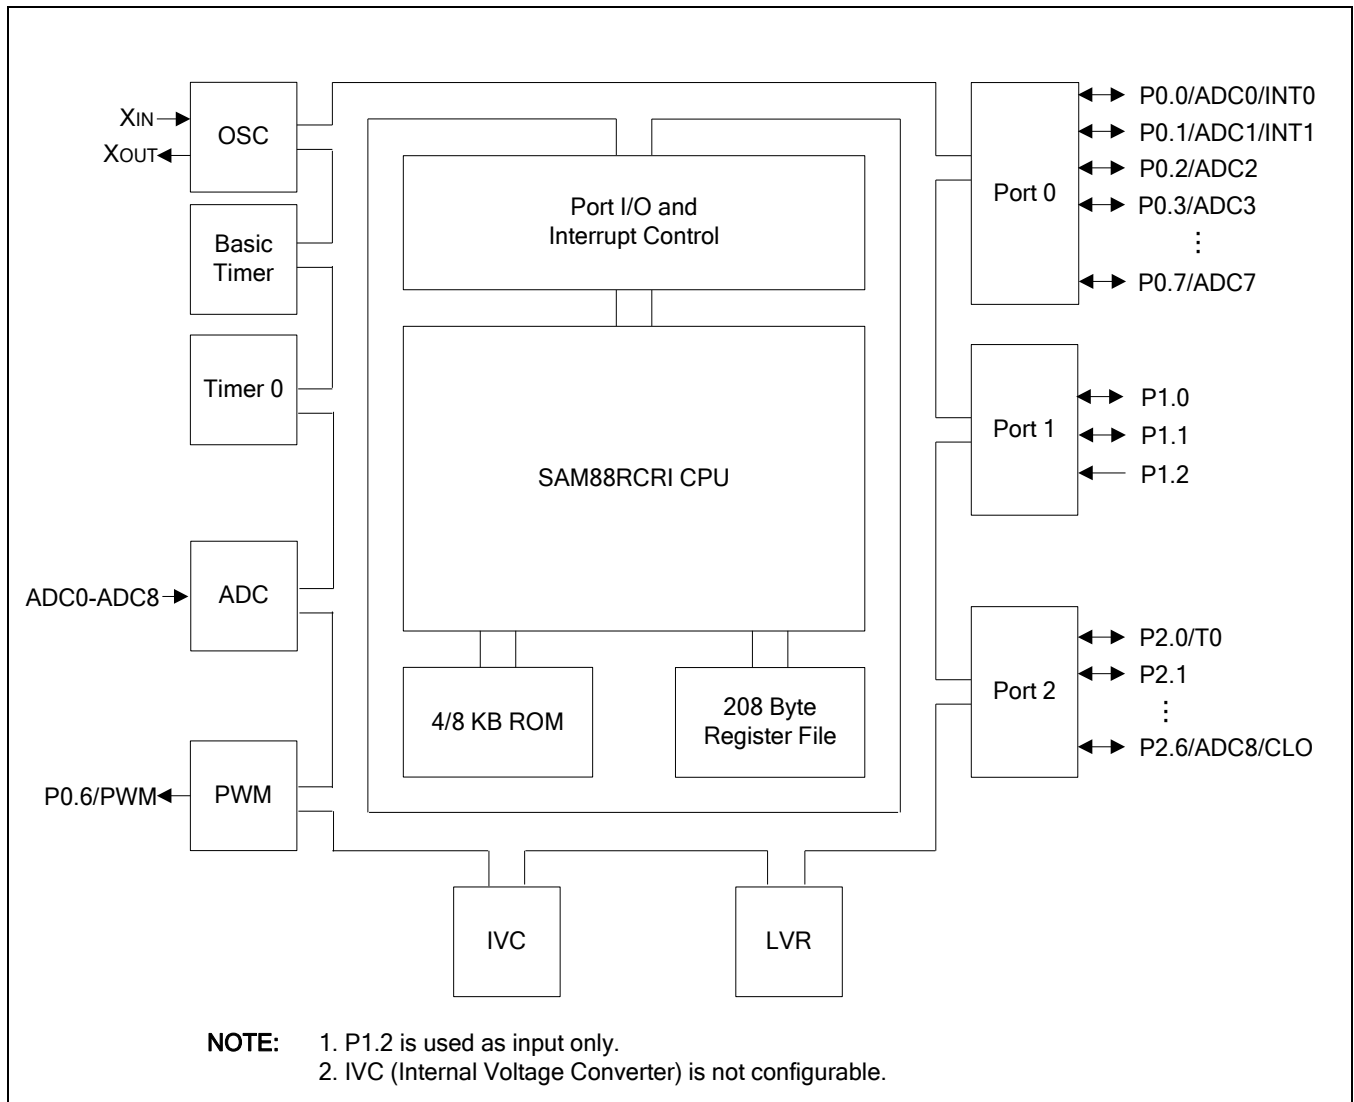 XIN
XOUT
OSC
Basic
Timer
Timer 0
ADC0-ADC8
ADC
P0.6/PWM
PWM
Port I/O and
Interrupt Control
SAM88RCRI CPU
4/8 KB ROM
208 Byte
Register File
IVC
LVR
Port 0
P0.0/ADC0/INT0
P0.1/ADC1/INT1
P0.2/ADC2
P0.3/ADC3
⋮
P0.7/ADC7
Port 1
P1.0
P1.1
P1.2
Port 2
P2.0/T0
P2.1
⋮
P2.6/ADC8/CLO
NOTE: 1. P1.2 is used as input only.
2. IVC (Internal Voltage Converter) is not configurable.